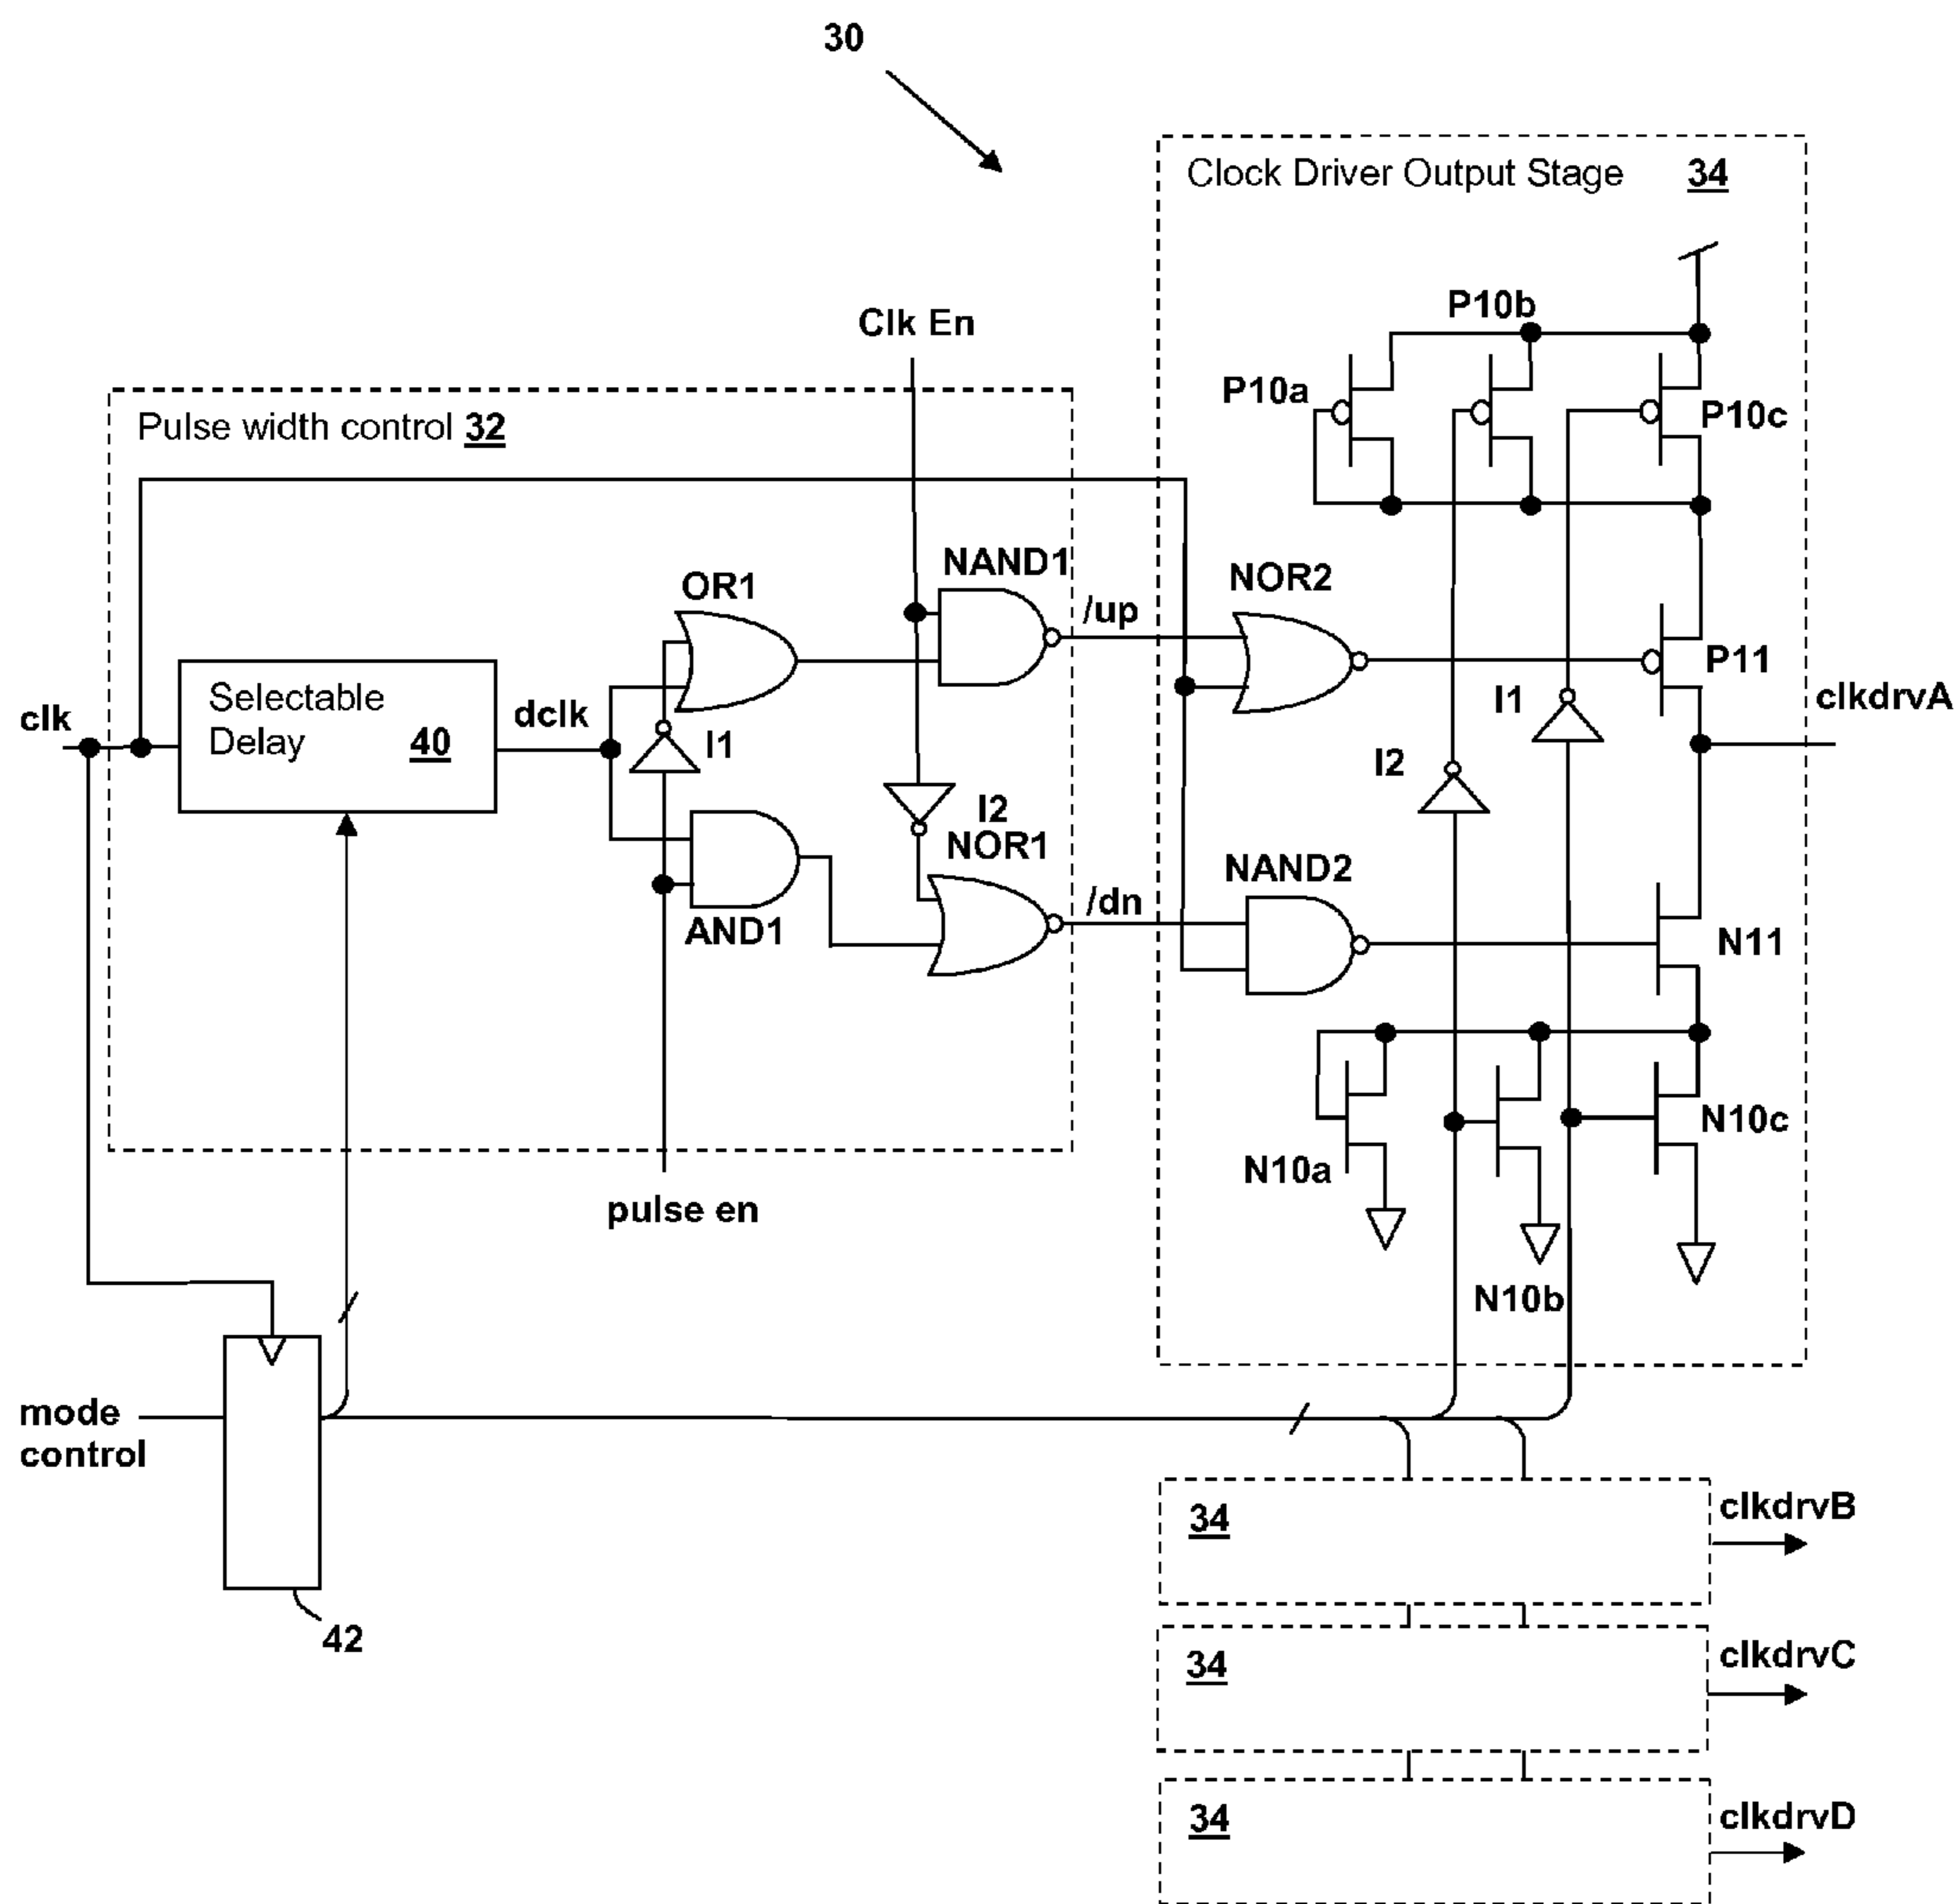 30
Clock Driver Output Stage 34
P10b
Clk En
P10a
P10c
Pulse width control 32
NAND1
OR1
/up
NOR2
P11
Selectable
Delay 40
clk
dclk
I1
I1
clkdrvA
I2
I2
NOR1
NAND2
/dn
AND1
N11
N10c
N10a
pulse en
N10b
mode
control
42
34
clkdrvB
34
clkdrvC
34
clkdrvD